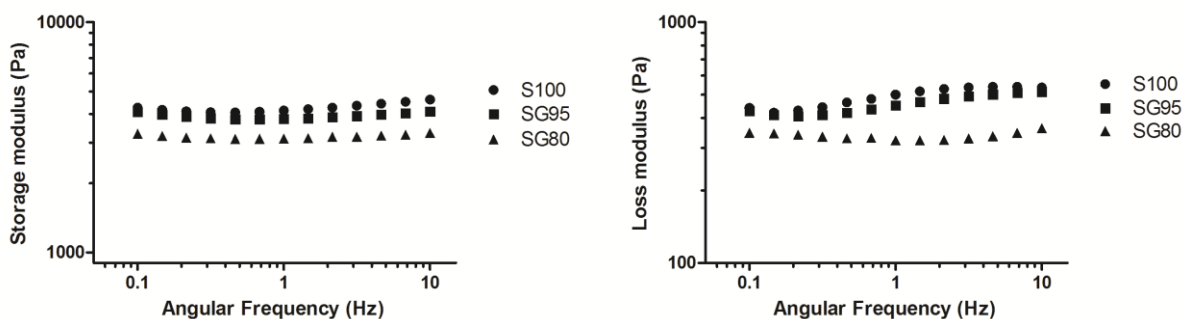 10000
1000
Storage modulus (Pa)
0.1 1 10
Angular Frequency (Hz)
S100
SG95
SG80
1000
100
Loss modulus (Pa)
0.1 1 10
Angular Frequency (Hz)
S100
SG95
SG80